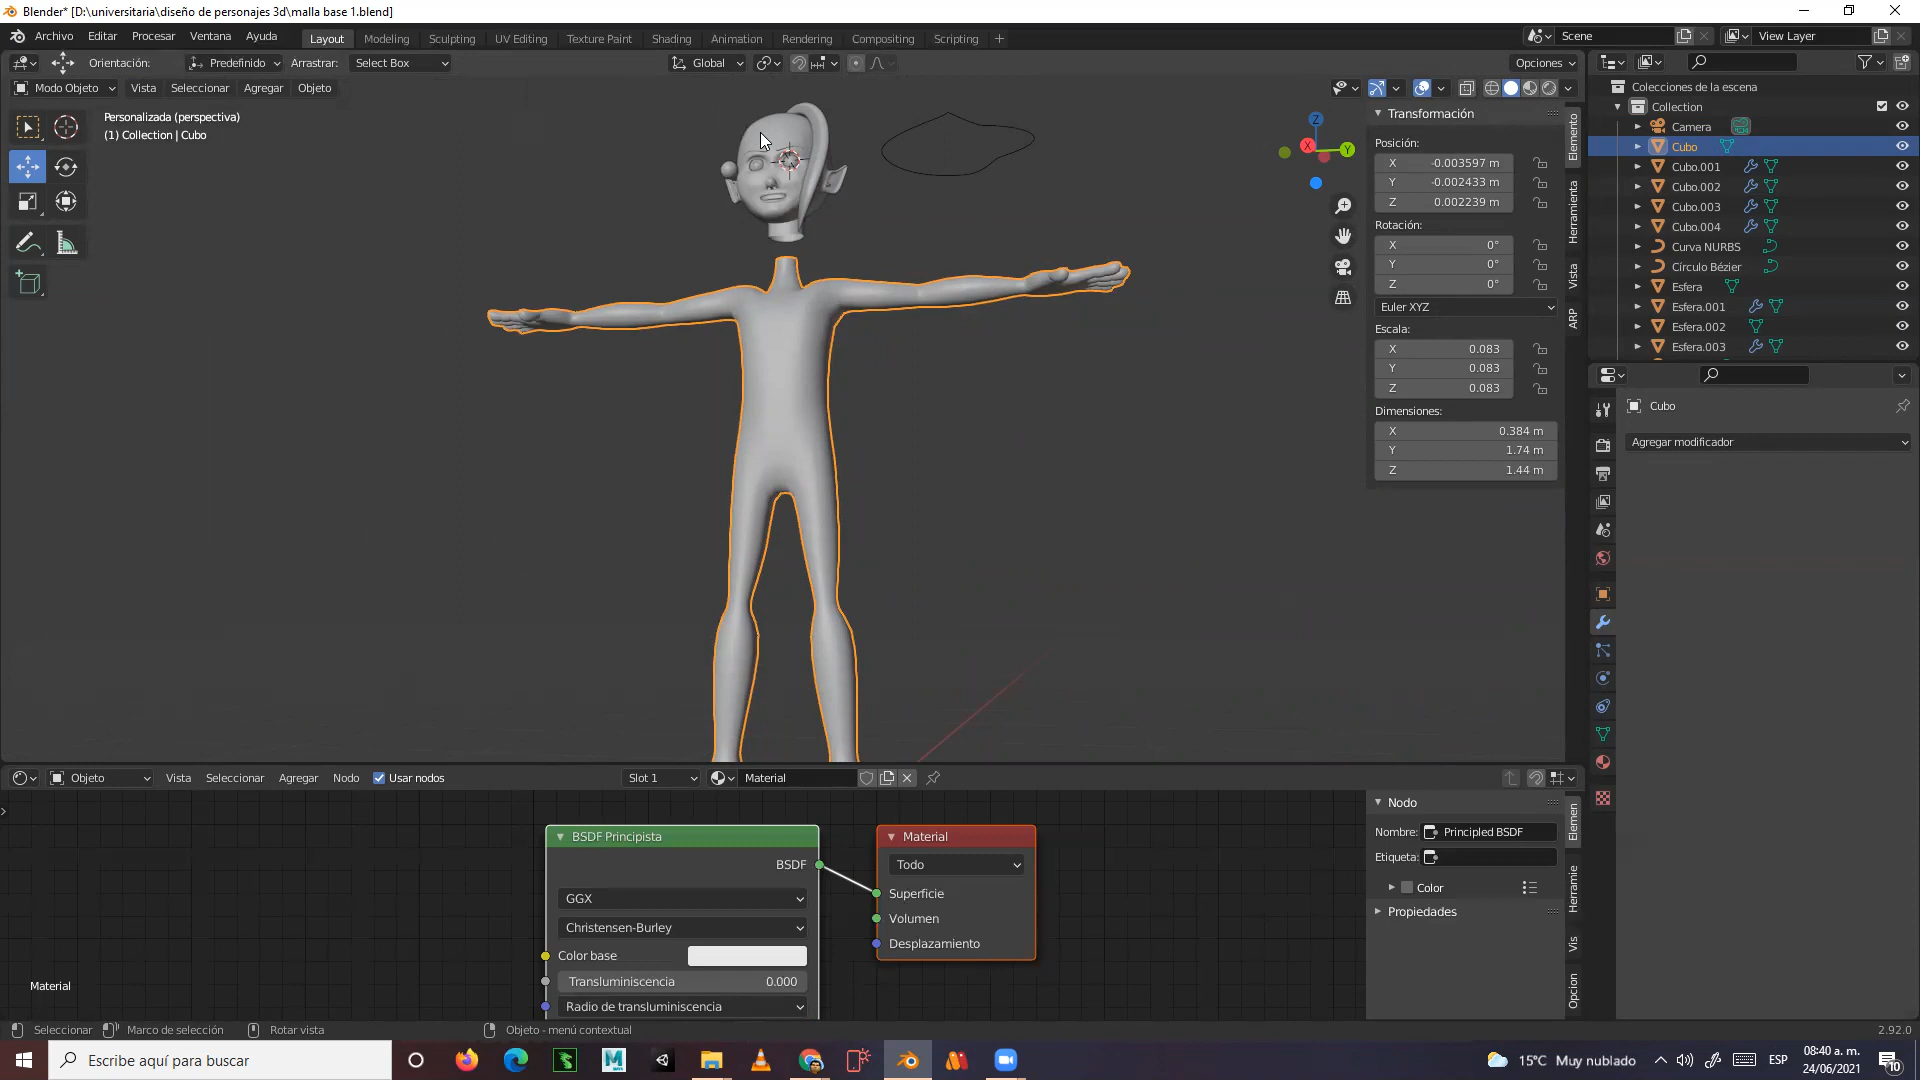 Blender* [D:\universitaria\diseño de personajes 3d\malla base 1.blend]
Archivo Editar Procesar Ventana Ayuda Layout Modeling Sculpting UV Editing Texture Paint Shading Animation Rendering Compositing Scripting + Scene View Layer
Orientación: Predefinido Arrastrar: Select Box Global Opciones
Modo Objeto Vista Seleccionar Agregar Objeto
Personalizada (perspectiva)
(1) Collection | Cubo
Z
X
Y
Transformación
Posición:
X -0.003597 m
Y -0.002433 m
Z 0.002239 m
Rotación:
X 0°
Y 0°
Z 0°
Euler XYZ
Escala:
X 0.083
Y 0.083
Z 0.083
Dimensiones:
X 0.384 m
Y 1.74 m
Z 1.44 m
Elemento
Herramienta
Vista
ARP
Colecciones de la escena
Collection
Camera
Cubo
Cubo.001
Cubo.002
Cubo.003
Cubo.004
Curva NURBS
Círculo Bézier
Esfera
Esfera.001
Esfera.002
Esfera.003
Cubo
Agregar modificador
Objeto Vista Seleccionar Agregar Nodo Usar nodos Slot 1 Material
BSDF Principista
BSDF
GGX
Christensen-Burley
Color base
Transluminiscencia 0.000
Radio de transluminiscencia
Material
Todo
Superficie
Volumen
Desplazamiento
Nodo
Nombre: Principled BSDF
Etiqueta:
Color
Propiedades
Elemen
Herramie
Vis
Opcion
Material
Seleccionar Marco de selección Rotar vista Objeto - menú contextual 2.92.0
Escribe aquí para buscar
15°C Muy nublado ESP
08:40 a. m.
24/06/2021
10